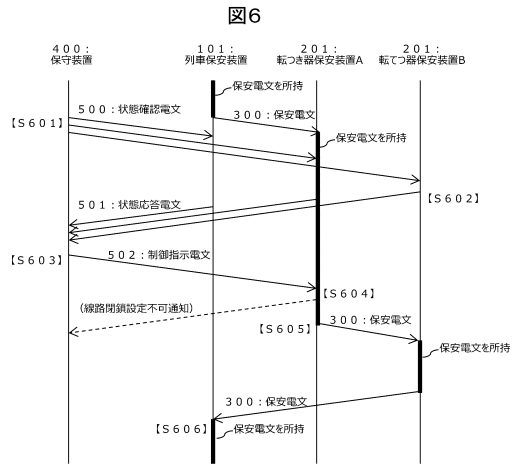 図6
400：
保守装置
101：
列車保安装置
201：
転つき器保安装置A
201：
転てつ器保安装置B
保安電文を所持
500：状態確認電文
300：保安電文
【S601】
保安電文を所持
501：状態応答電文
【S602】
【S603】
502：制御指示電文
【S604】
（線路閉鎖設定不可通知）
300：保安電文
【S605】
保安電文を所持
300：保安電文
【S606】
保安電文を所持